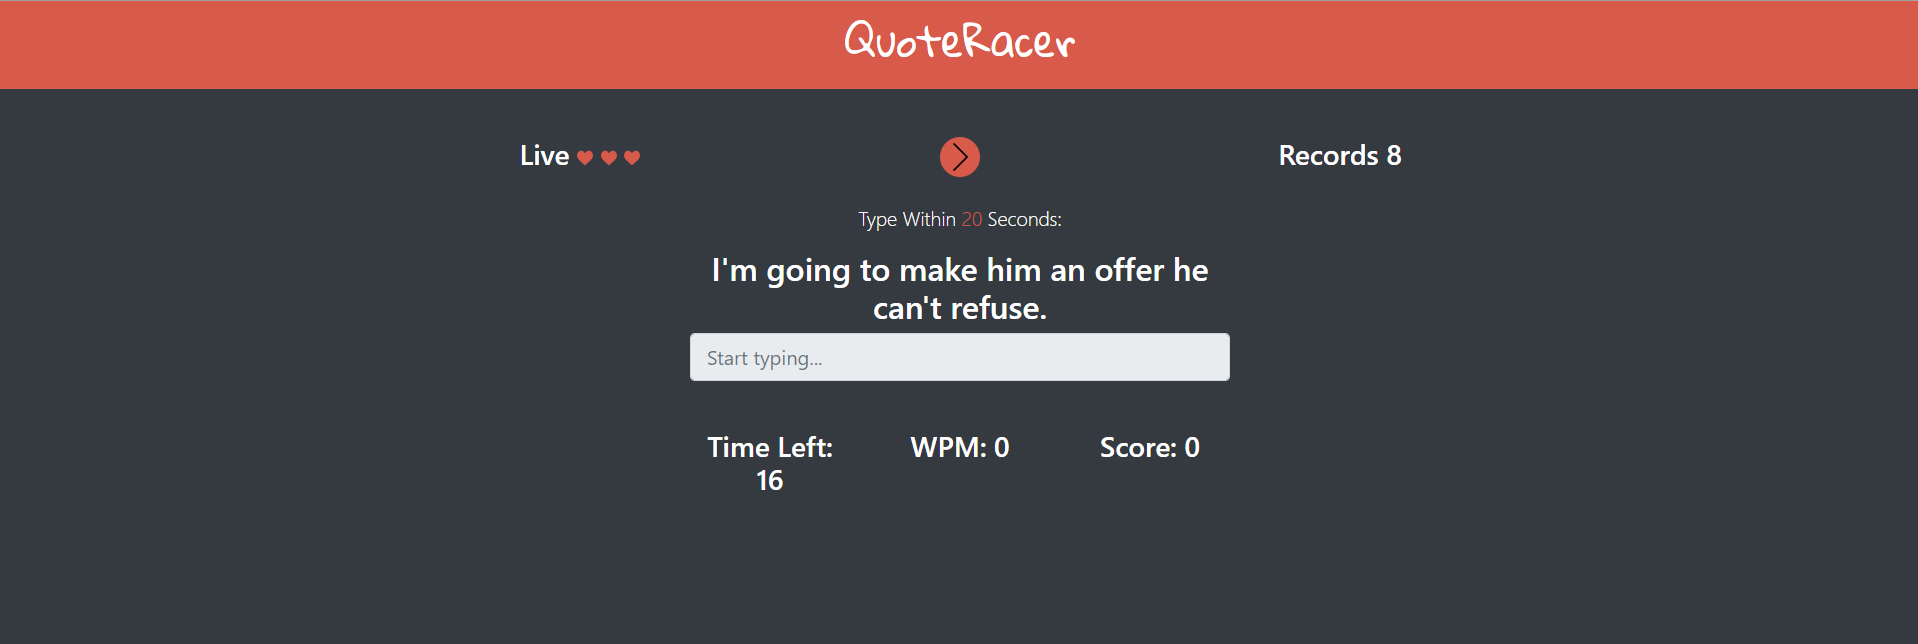 QuoteRacer
Live
Records 8
Type Within 20 Seconds:
I'm going to make him an offer he
can't refuse.
Start typing...
Time Left:
16
WPM: 0
Score: 0